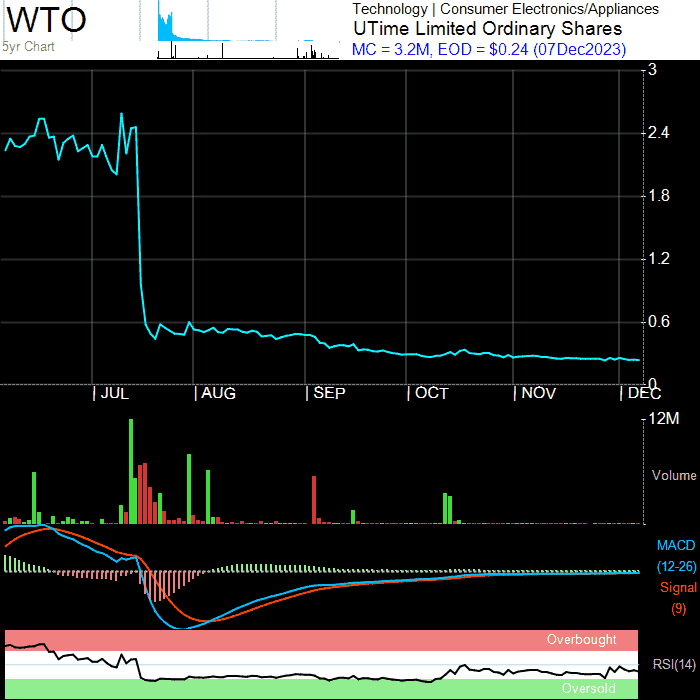 WTO
5yr Chart
Technology | Consumer Electronics/Appliances
UTime Limited Ordinary Shares
MC = 3.2M, EOD = $0.24 (07Dec2023)
3
2.4
1.8
1.2
0.6
0
| JUL | AUG | SEP | OCT | NOV | DEC
12M
Volume
MACD
(12-26)
Signal
(9)
Overbought
RSI(14)
Oversold